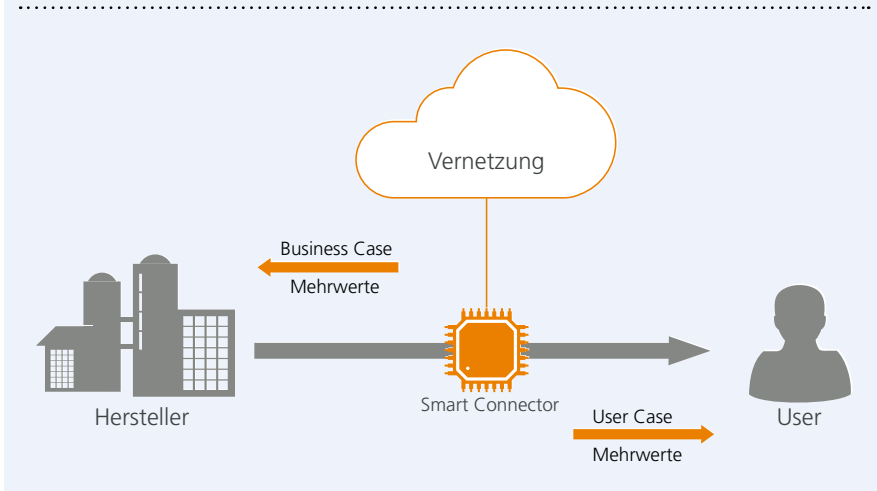 Vernetzung
Business Case
Mehrwerte
Hersteller
Smart Connector
User Case
Mehrwerte
User